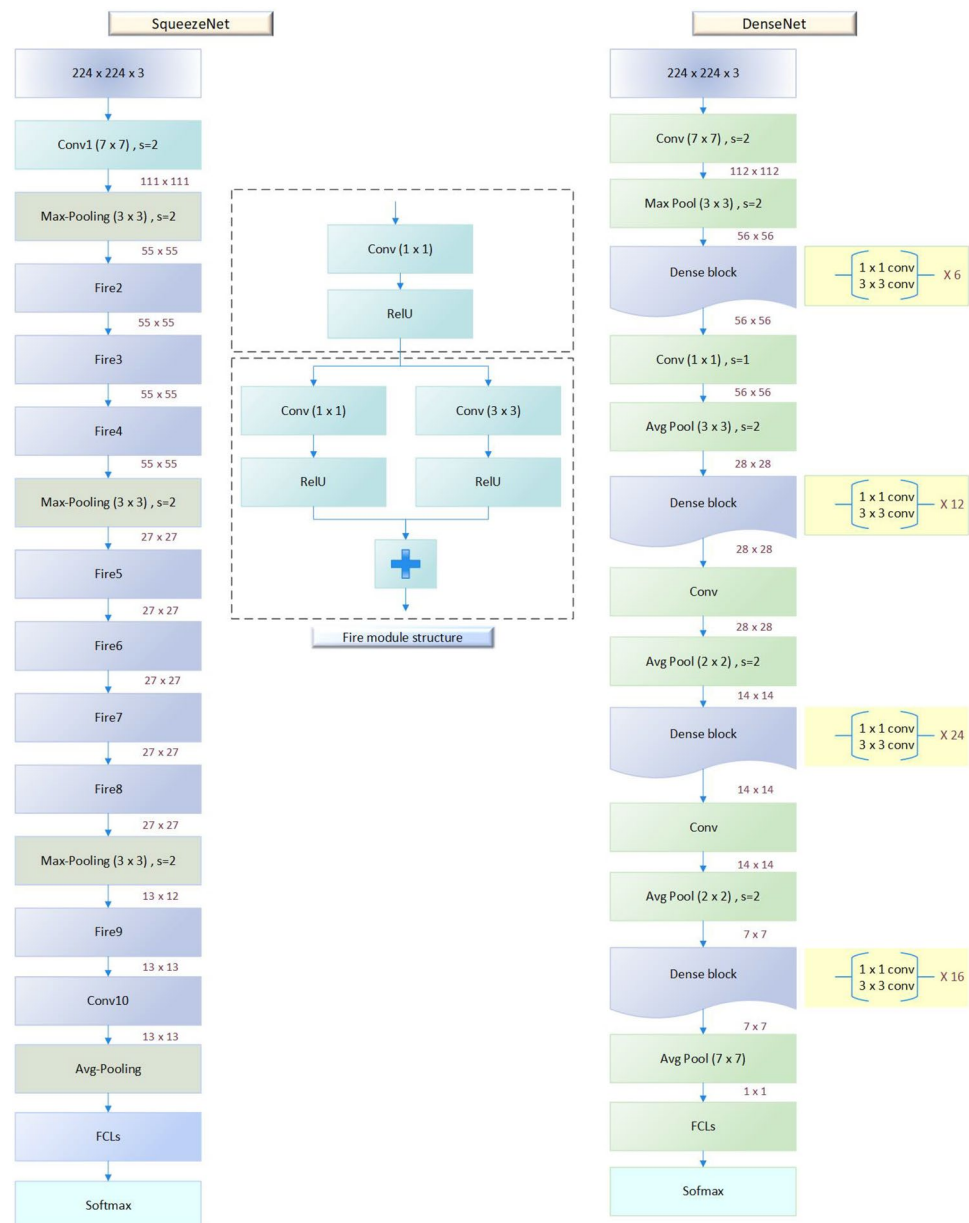 SqueezeNet
224 x 224 x 3
Conv1 (7 x 7) , s=2
111 x 111
Max-Pooling (3 x 3) , s=2
55 x 55
Fire2
55 x 55
Fire3
55 x 55
Fire4
55 x 55
Max-Pooling (3 x 3) , s=2
27 x 27
Fire5
27 x 27
Fire6
27 x 27
Fire7
27 x 27
Fire8
27 x 27
Max-Pooling (3 x 3) , s=2
13 x 12
Fire9
13 x 13
Conv10
13 x 13
Avg-Pooling
FCLs
Softmax
Conv (1 x 1)
RelU
Conv (1 x 1)
Conv (3 x 3)
RelU
RelU
Fire module structure
DenseNet
224 x 224 x 3
Conv (7 x 7) , s=2
112 x 112
Max Pool (3 x 3) , s=2
56 x 56
Dense block
1 x 1 conv
3 x 3 conv
X 6
56 x 56
Conv (1 x 1) , s=1
56 x 56
Avg Pool (3 x 3) , s=2
28 x 28
Dense block
1 x 1 conv
3 x 3 conv
X 12
28 x 28
Conv
28 x 28
Avg Pool (2 x 2) , s=2
14 x 14
Dense block
1 x 1 conv
3 x 3 conv
X 24
14 x 14
Conv
14 x 14
Avg Pool (2 x 2) , s=2
7 x 7
Dense block
1 x 1 conv
3 x 3 conv
X 16
7 x 7
Avg Pool (7 x 7)
1 x 1
FCLs
Sofmax